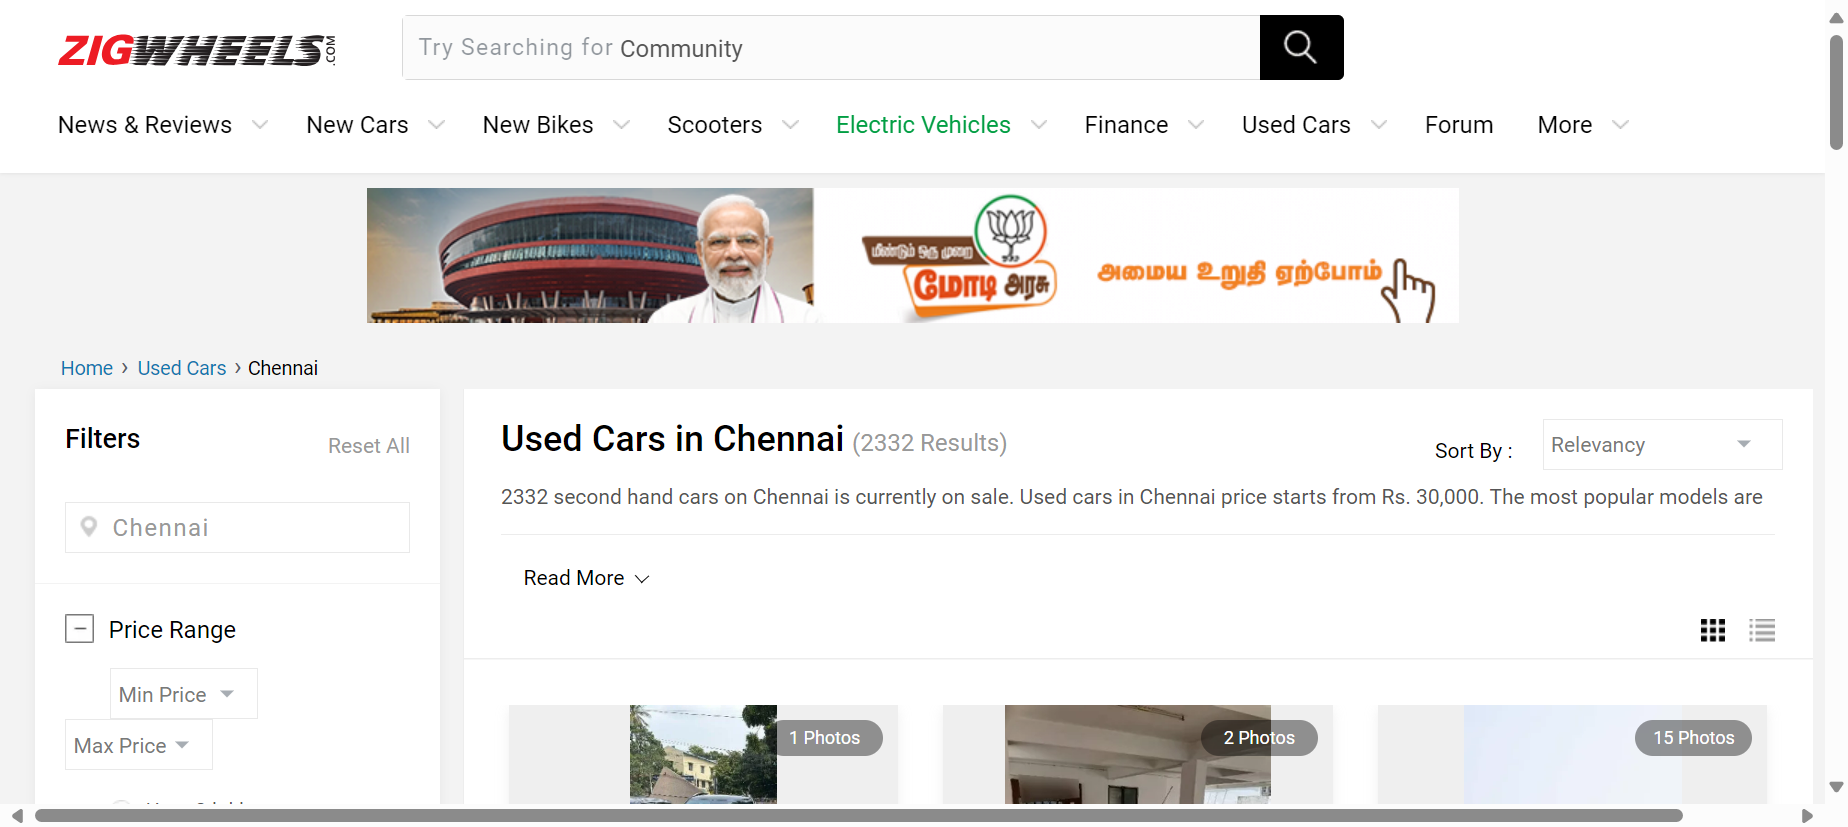 ZIGWHEELS.COM
Try Searching for Community
News & Reviews New Cars New Bikes Scooters Electric Vehicles Finance Used Cars Forum More
மீண்டும் ஒரு முறை
மோடி அரசு
அமைய உறுதி ஏற்போம்
Home › Used Cars › Chennai
Filters
Reset All
Chennai
Price Range
Min Price
Max Price
Used Cars in Chennai (2332 Results)
Sort By : Relevancy
2332 second hand cars on Chennai is currently on sale. Used cars in Chennai price starts from Rs. 30,000. The most popular models are
Read More
1 Photos
2 Photos
15 Photos